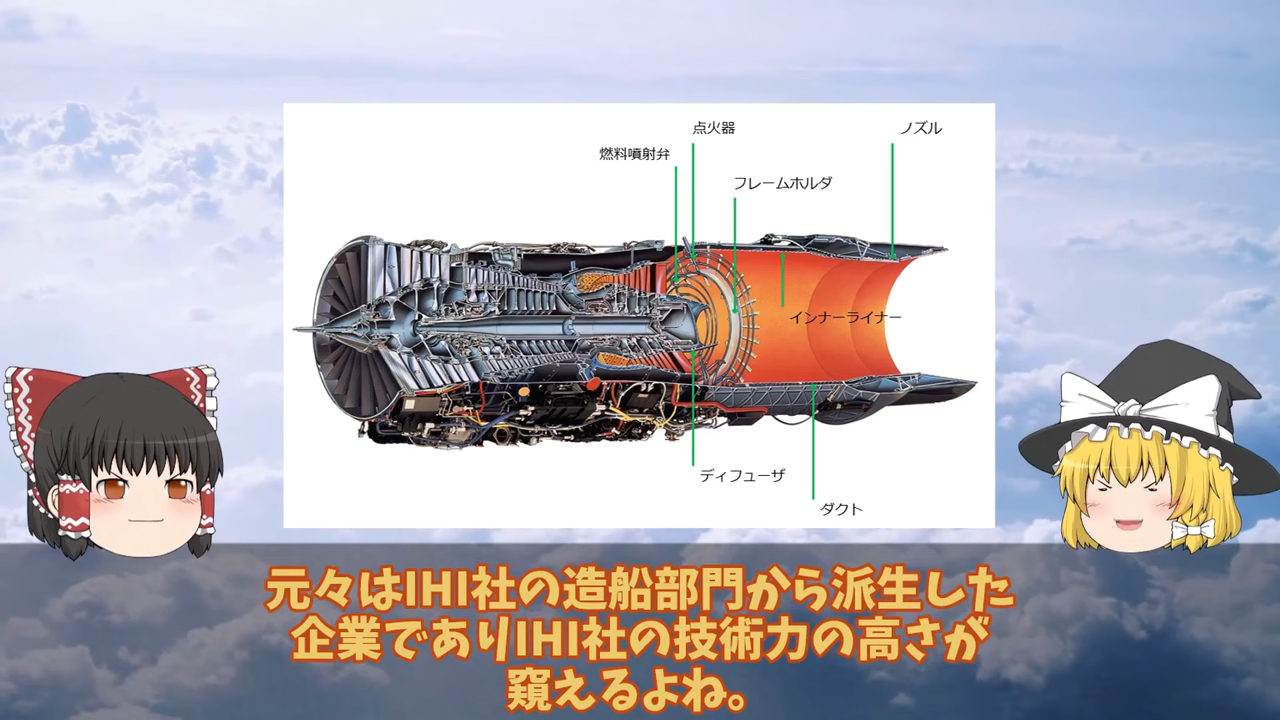 点火器
ノズル
燃料噴射弁
フレームホルダ
インナーライナー
ディフューザ
ダクト
元々はIHI社の造船部門から派生した
企業でありIHI社の技術力の高さが
窺えるよね。